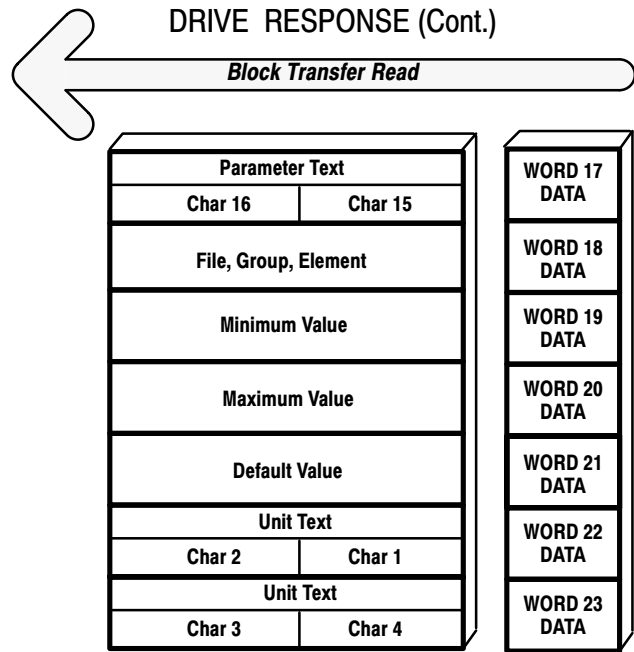 DRIVE RESPONSE (Cont.)
Block Transfer Read
Parameter Text
Char 16 Char 15
WORD 17
DATA
File, Group, Element
WORD 18
DATA
Minimum Value
WORD 19
DATA
Maximum Value
WORD 20
DATA
Default Value
WORD 21
DATA
Unit Text
Char 2 Char 1
WORD 22
DATA
Unit Text
Char 3 Char 4
WORD 23
DATA